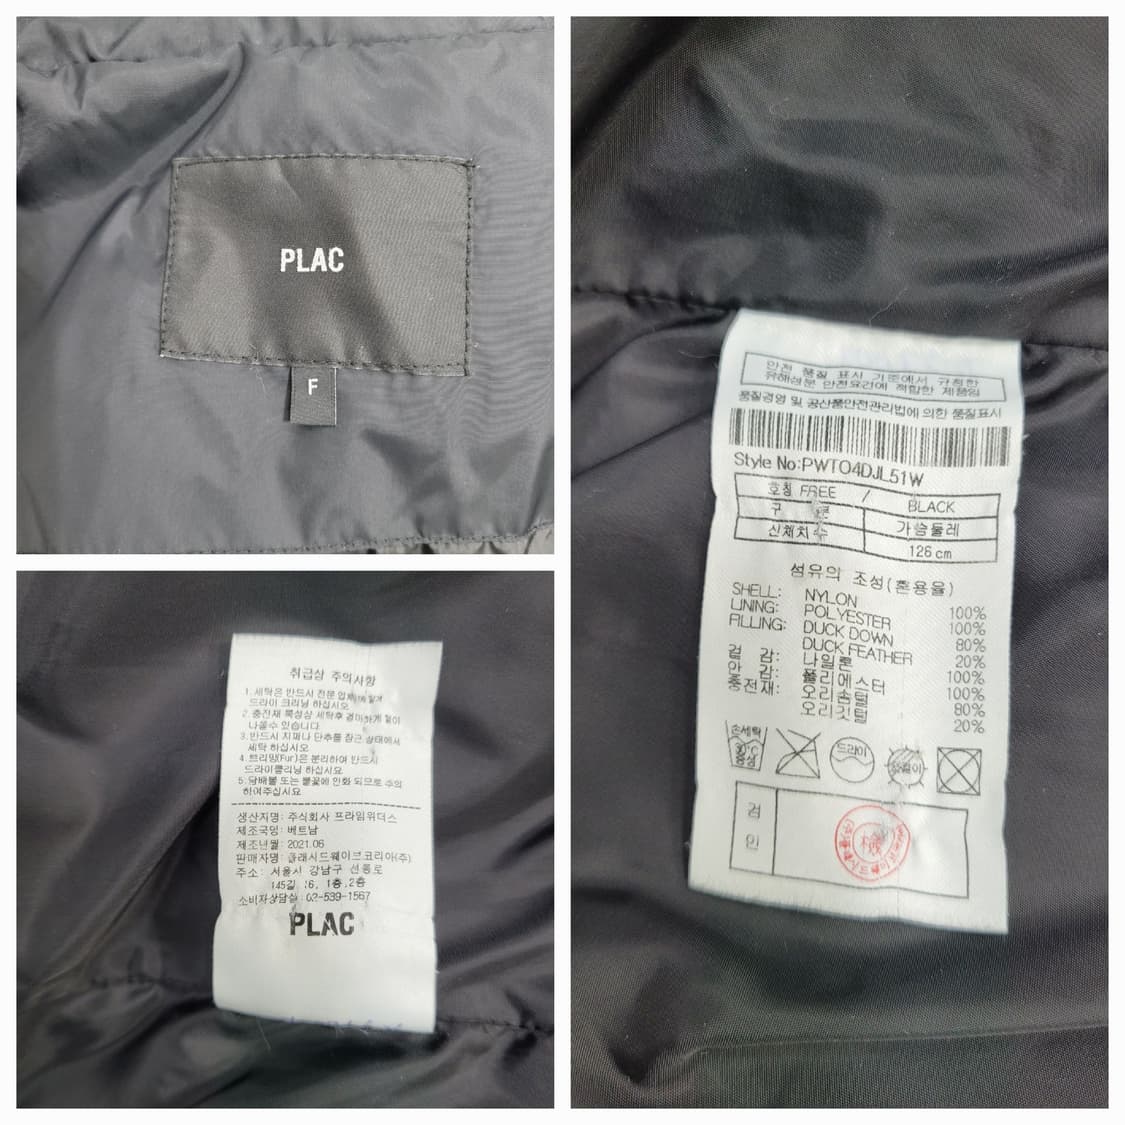 PLAC
F
취급상 주의사항
1. 세탁은 반드시 전문 업체에 맡겨
드라이 크리닝 하십시오.
2. 충전재 특성상 세탁후 경미하게 털이
나올수 있습니다.
3. 반드시 지퍼나 단추를 잠근 상태에서
세탁 하십시오.
4. 트리밍(Fur)은 분리하여 반드시
드라이클리닝 하십시오.
5. 담배불 또는 불꽃에 인화 되므로 주의
하여주십시요
생산지명: 주식회사 프라임위더스
제조국명: 베트남
제조년월: 2021.06
판매자명: 클래시드웨이브코리아(주)
주소: 서울시 강남구 선릉로
145길 16, 1층,2층
소비자상담실: 02-539-1567
PLAC
안전 품질 표시 기준에서 규정한
유해성분 안전요건에 적합한 제품임
품질경영 및 공산품안전관리법에 의한 품질표시
Style No:PWTO4DJL51W
호칭 FREE / BLACK
구 분 가슴둘레
신체치수 126 cm
섬유의 조성(혼용율)
SHELL: NYLON 100%
LINING: POLYESTER 100%
FILLING: DUCK DOWN 80%
DUCK FEATHER 20%
겉 감: 나일론 100%
안 감: 폴리에스터 100%
충전재: 오리솜털 80%
오리깃털 20%
손세탁 30°C 중성
드라이
검
인
檢